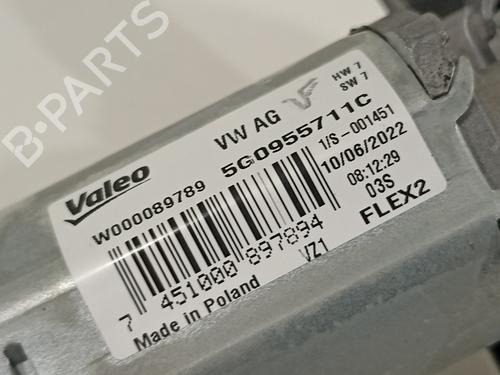 B-PARTS
Valeo
VW AG
HW 7
SW 7
W000089789
5G0955711C
1/S-001451
10/06/2022
08:12:29
03S
FLEX2
7 451000 897894
VZ1
Made in Poland